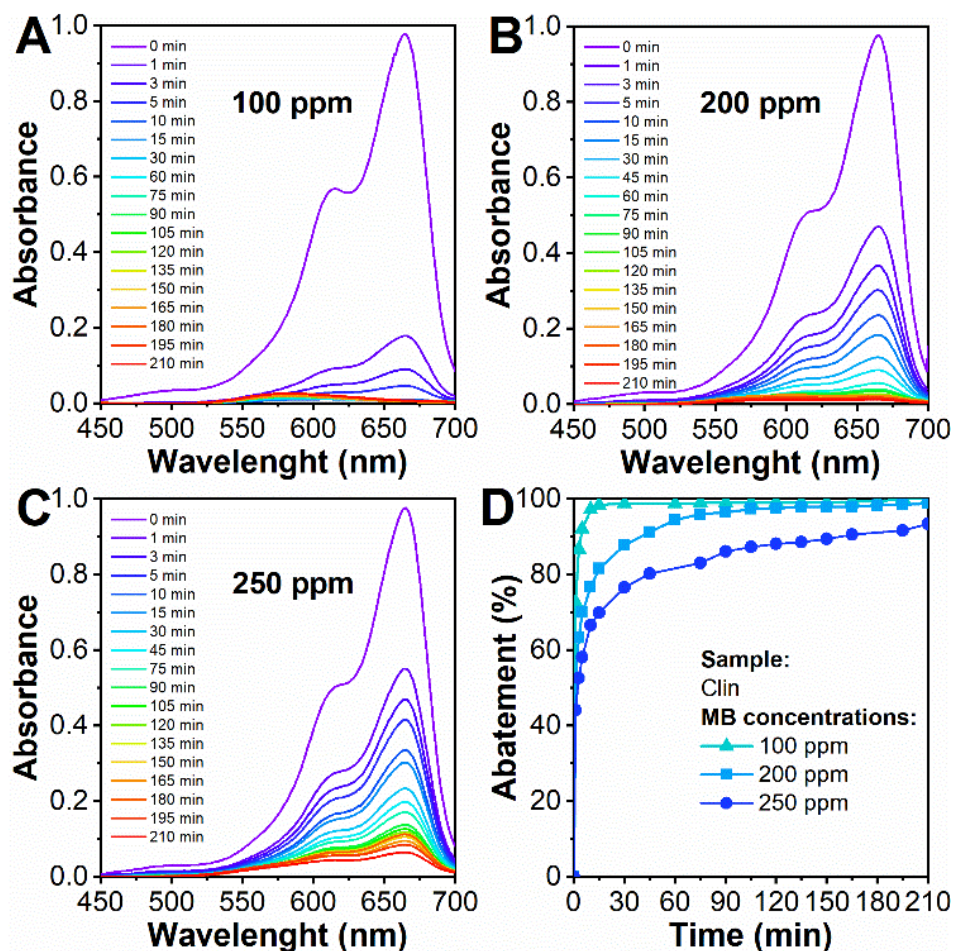 A
1.0
0.8
0.6
0.4
0.2
0.0
Absorbance
0 min
1 min
3 min
5 min
10 min
15 min
30 min
60 min
75 min
90 min
105 min
120 min
135 min
150 min
165 min
180 min
195 min
210 min
100 ppm
450 500 550 600 650 700
Wavelenght (nm)
B
1.0
0.8
0.6
0.4
0.2
0.0
Absorbance
0 min
1 min
3 min
5 min
10 min
15 min
30 min
45 min
60 min
75 min
90 min
105 min
120 min
135 min
150 min
165 min
180 min
195 min
210 min
200 ppm
450 500 550 600 650 700
Wavelenght (nm)
C
1.0
0.8
0.6
0.4
0.2
0.0
Absorbance
0 min
1 min
3 min
5 min
10 min
15 min
30 min
45 min
75 min
90 min
105 min
120 min
135 min
150 min
165 min
180 min
195 min
210 min
250 ppm
450 500 550 600 650 700
Wavelenght (nm)
D
100
80
60
40
20
0
Abatement (%)
Sample:
Clin
MB concentrations:
100 ppm
200 ppm
250 ppm
0 30 60 90 120 150 180 210
Time (min)